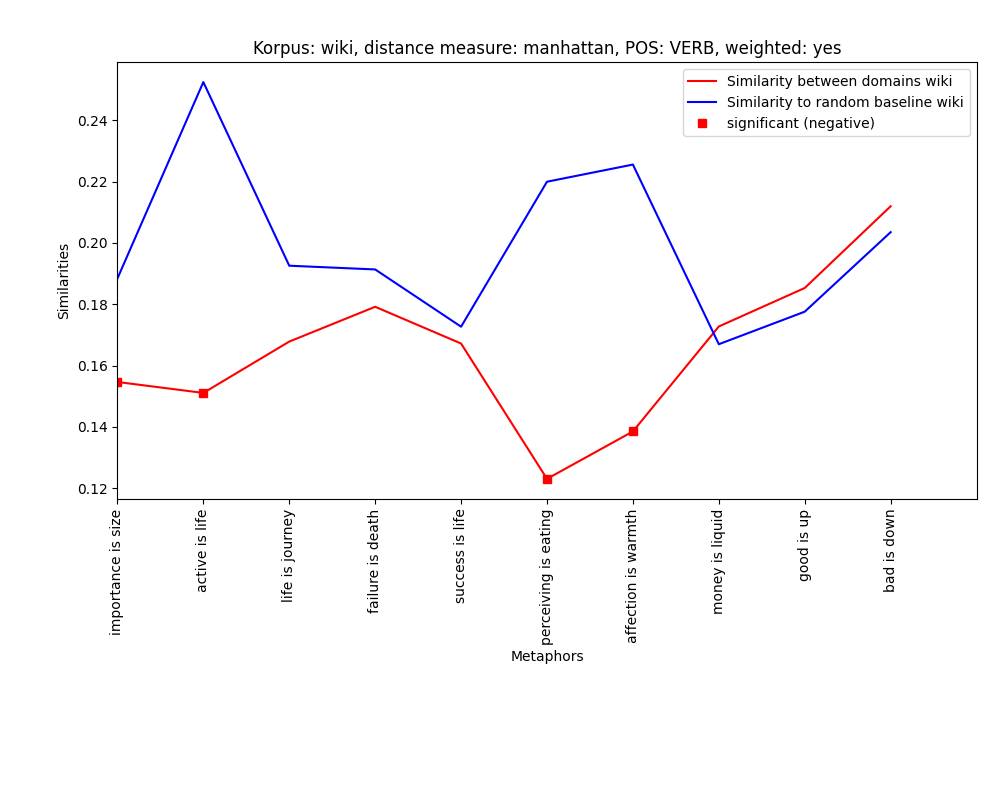 Korpus: wiki, distance measure: manhattan, POS: VERB, weighted: yes
Similarity between domains wiki
Similarity to random baseline wiki
significant (negative)
Similarities
0.24
0.22
0.20
0.18
0.16
0.14
0.12
importance is size
active is life
life is journey
failure is death
success is life
perceiving is eating
affection is warmth
money is liquid
good is up
bad is down
Metaphors